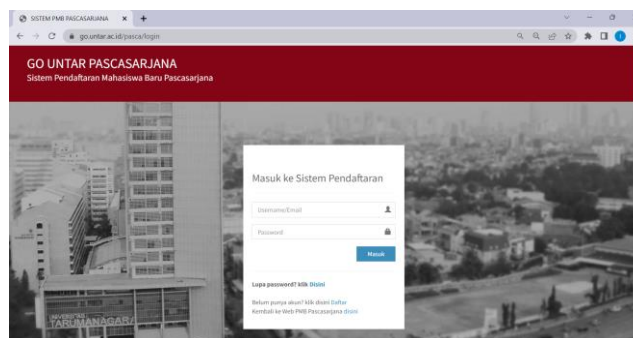 SISTEM PMB PASCASARJANA
go.untar.ac.id/pasca/login
GO UNTAR PASCASARJANA
Sistem Pendaftaran Mahasiswa Baru Pascasarjana
Masuk ke Sistem Pendaftaran
Username/Email
Password
Masuk
Lupa password? klik Disini
Belum punya akun? klik disini Daftar
Kembali ke Web PMB Pascasarjana disini
UNIVERSITAS
TARUMANAGARA